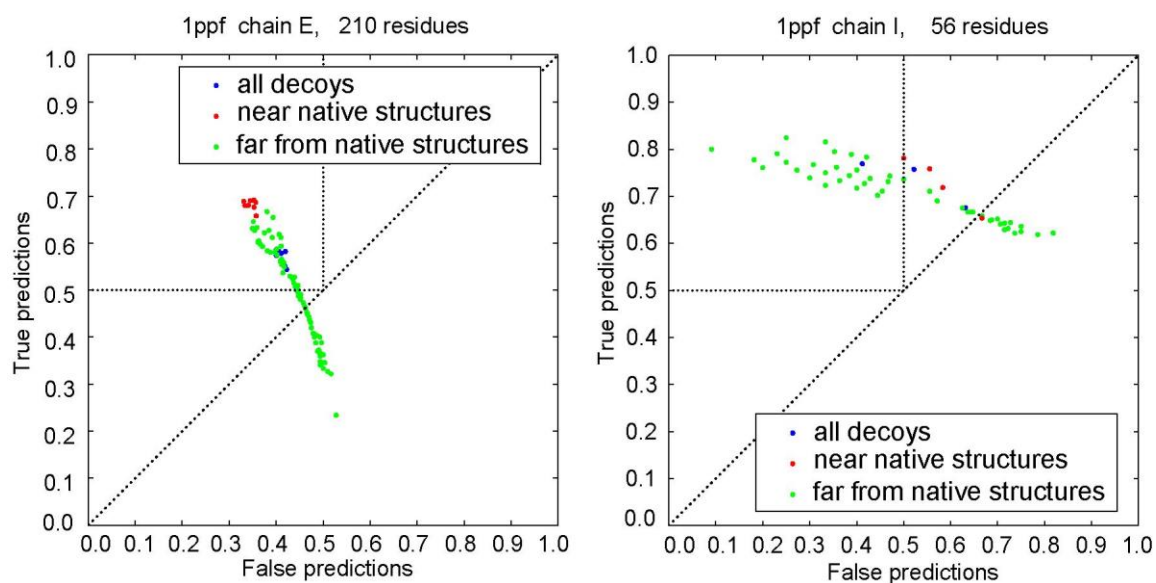 1ppf chain E, 210 residues
1.0
0.9
0.8
0.7
0.6
0.5
0.4
0.3
0.2
0.1
0.0
True predictions
all decoys
near native structures
far from native structures
0.0 0.1 0.2 0.3 0.4 0.5 0.6 0.7 0.8 0.9 1.0
False predictions
1ppf chain I, 56 residues
1.0
0.9
0.8
0.7
0.6
0.5
0.4
0.3
0.2
0.1
0.0
True predictions
all decoys
near native structures
far from native structures
0.0 0.1 0.2 0.3 0.4 0.5 0.6 0.7 0.8 0.9 1.0
False predictions